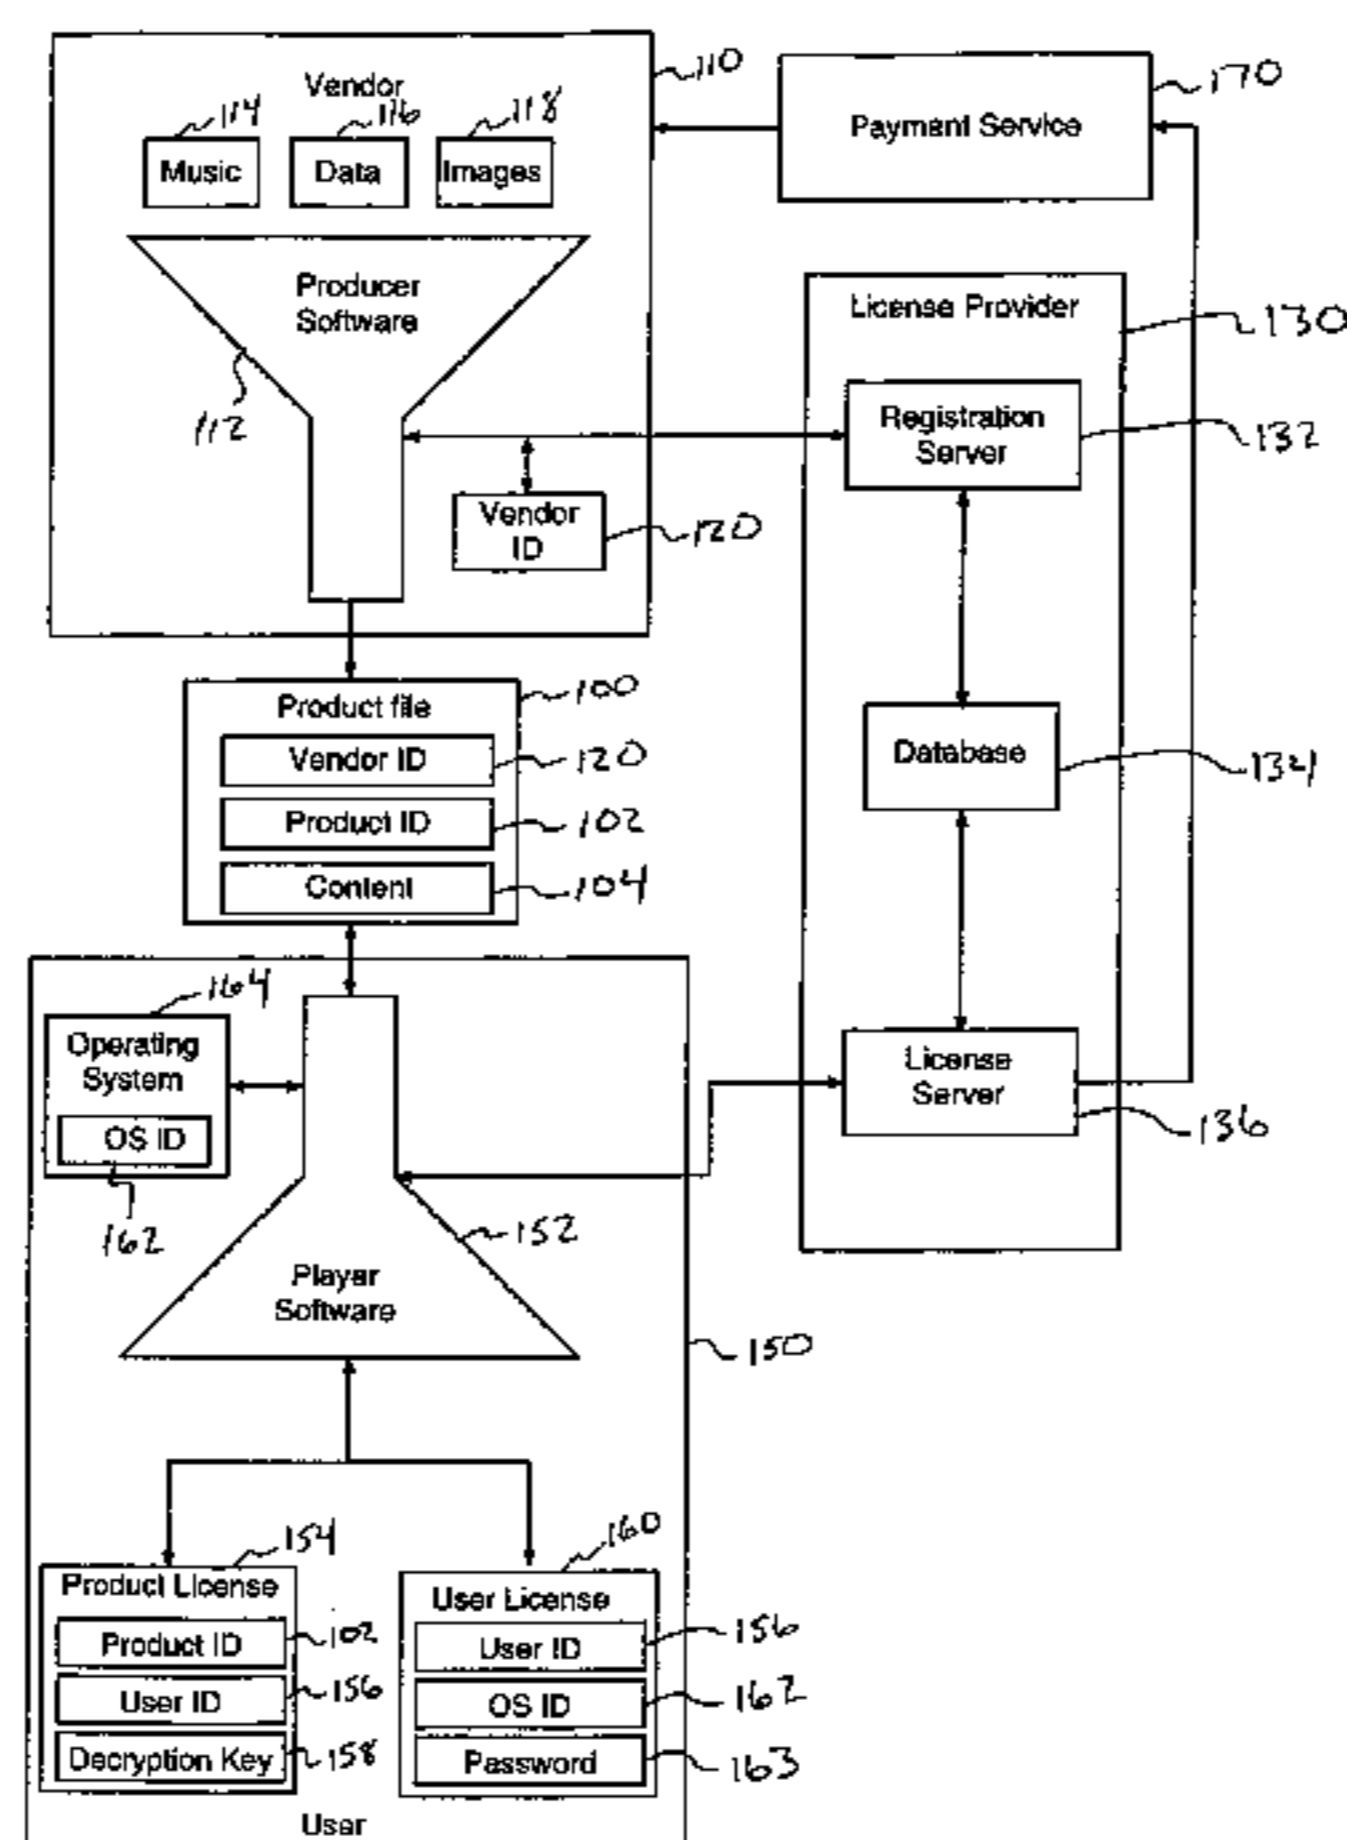 Vendor
110
114
116
118
Music
Data
Images
Payment Service
170
Producer
Software
112
License Provider
130
Registration
Server
132
Vendor
ID
120
Product file
100
Vendor ID
120
Product ID
102
Content
104
Database
134
164
Operating
System
OS ID
162
License
Server
136
152
Player
Software
150
154
Product License
Product ID
102
User ID
156
Decryption Key
158
160
User License
User ID
156
OS ID
162
Password
163
User